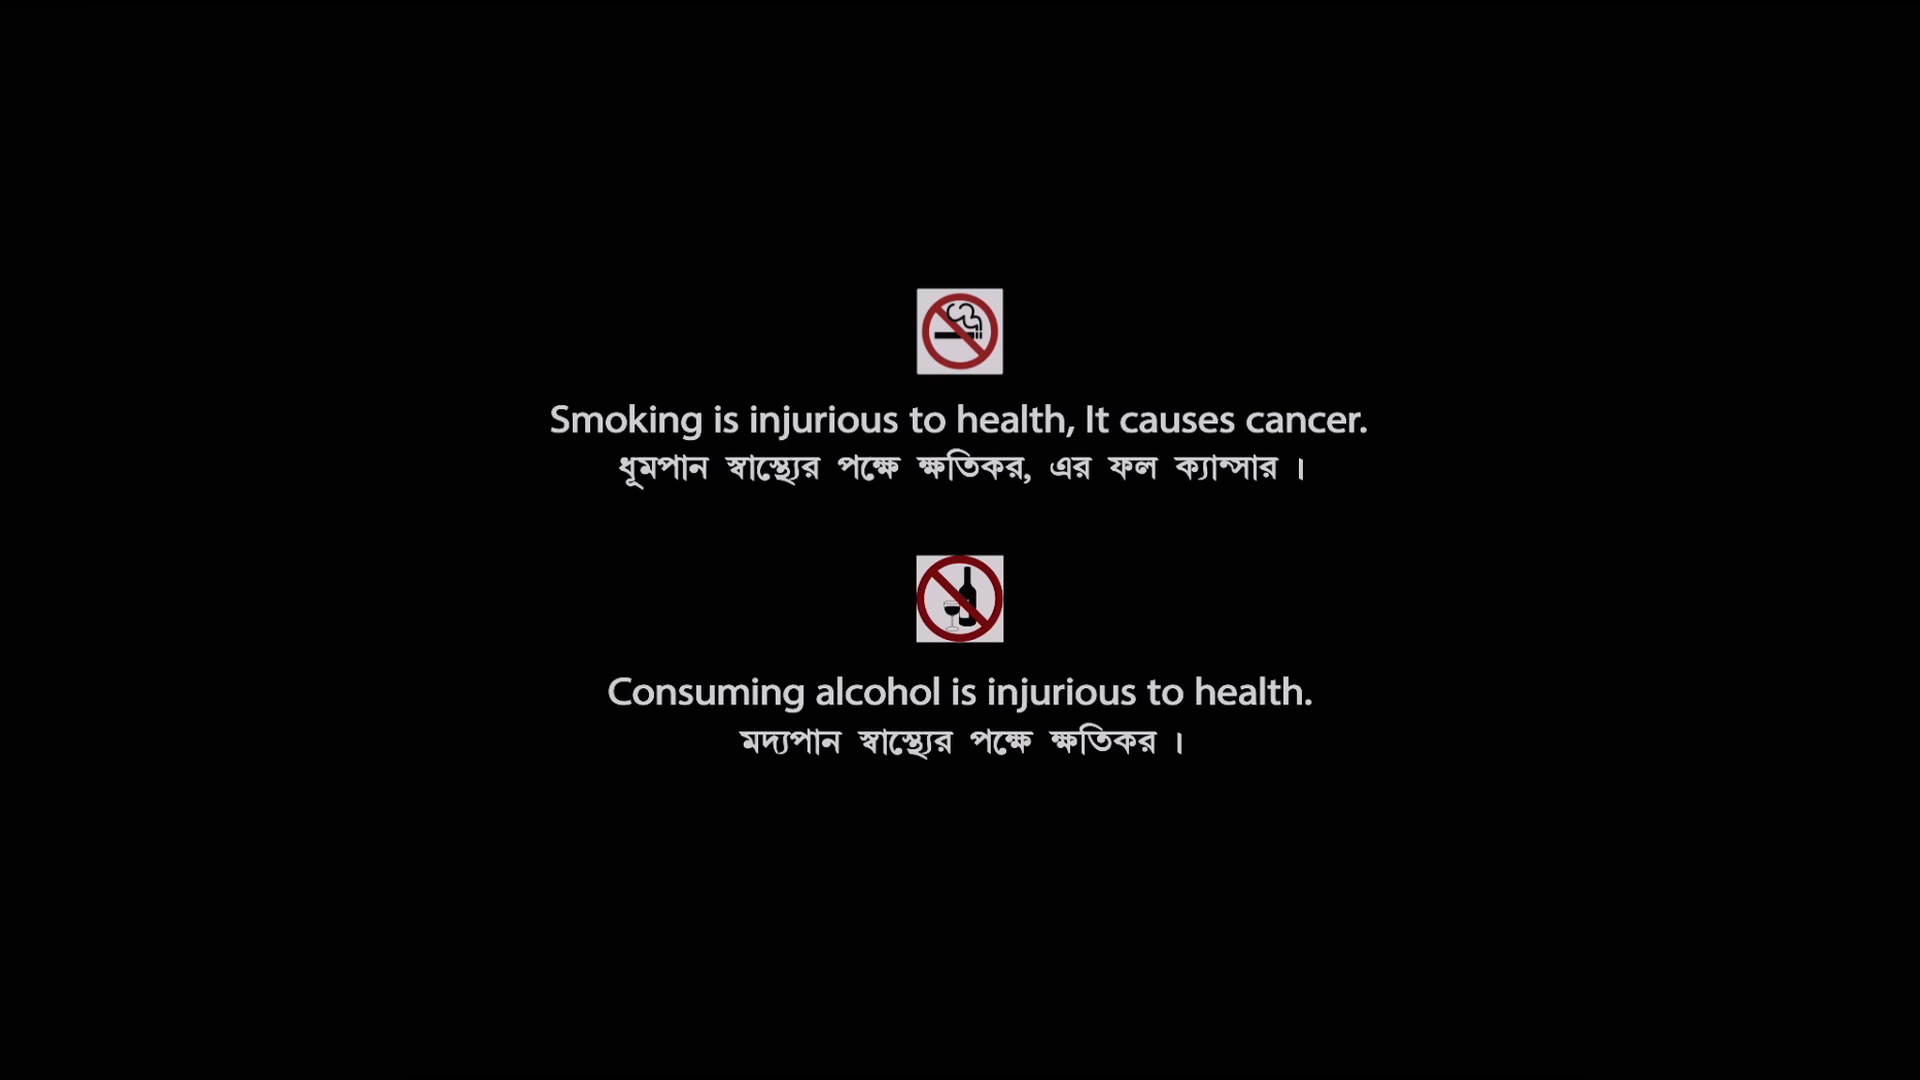 Smoking is injurious to health, It causes cancer.
ধূমপান স্বাস্থ্যের পক্ষে ক্ষতিকর, এর ফল ক্যান্সার ।
Consuming alcohol is injurious to health.
মদ্যপান স্বাস্থ্যের পক্ষে ক্ষতিকর ।